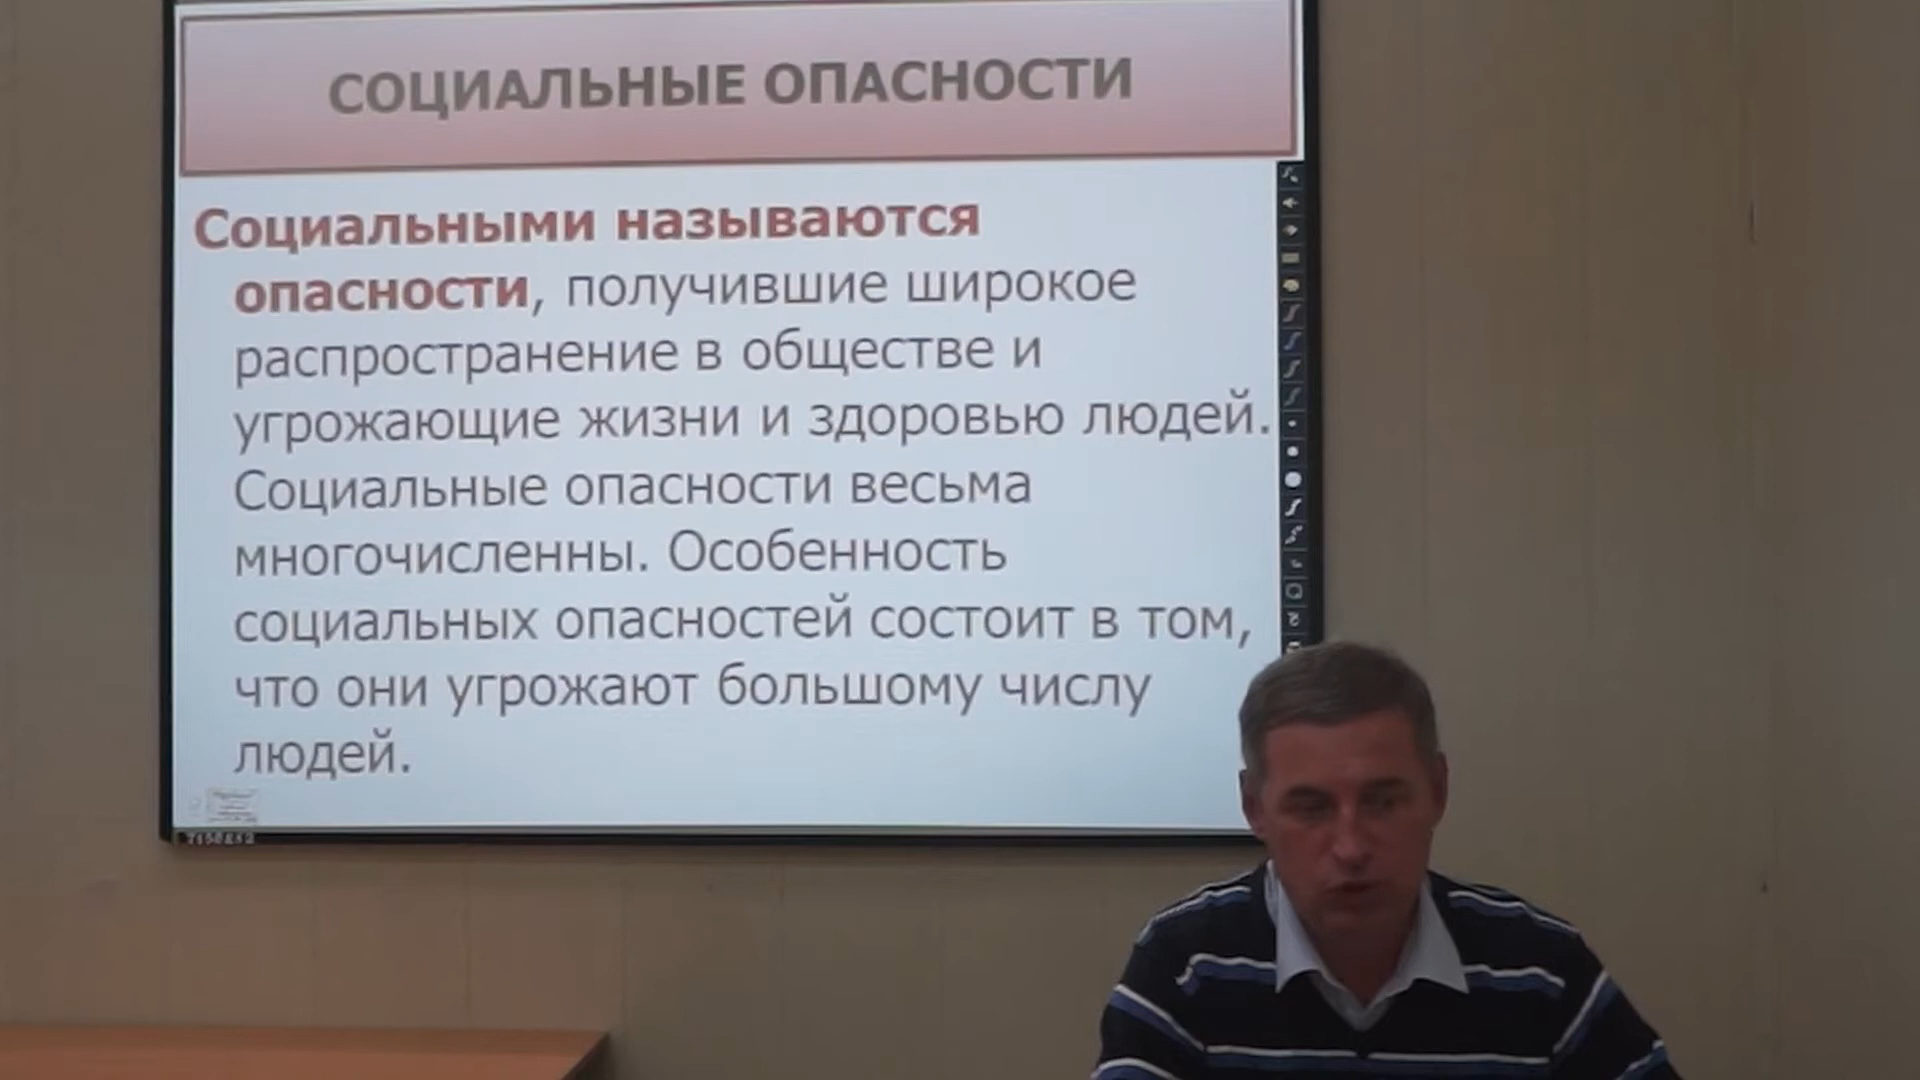 СОЦИАЛЬНЫЕ ОПАСНОСТИ
Социальными называются
опасности, получившие широкое
распространение в обществе и
угрожающие жизни и здоровью людей.
Социальные опасности весьма
многочисленны. Особенность
социальных опасностей состоит в том,
что они угрожают большому числу
людей.